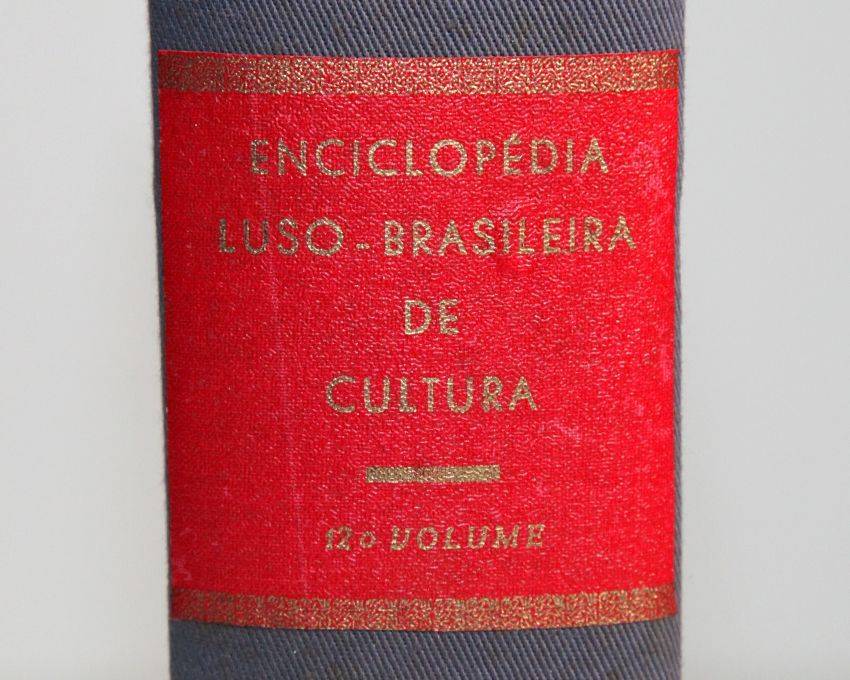 ENCICLOPÉDIA
LUSO-BRASILEIRA
DE
CULTURA
12º VOLUME